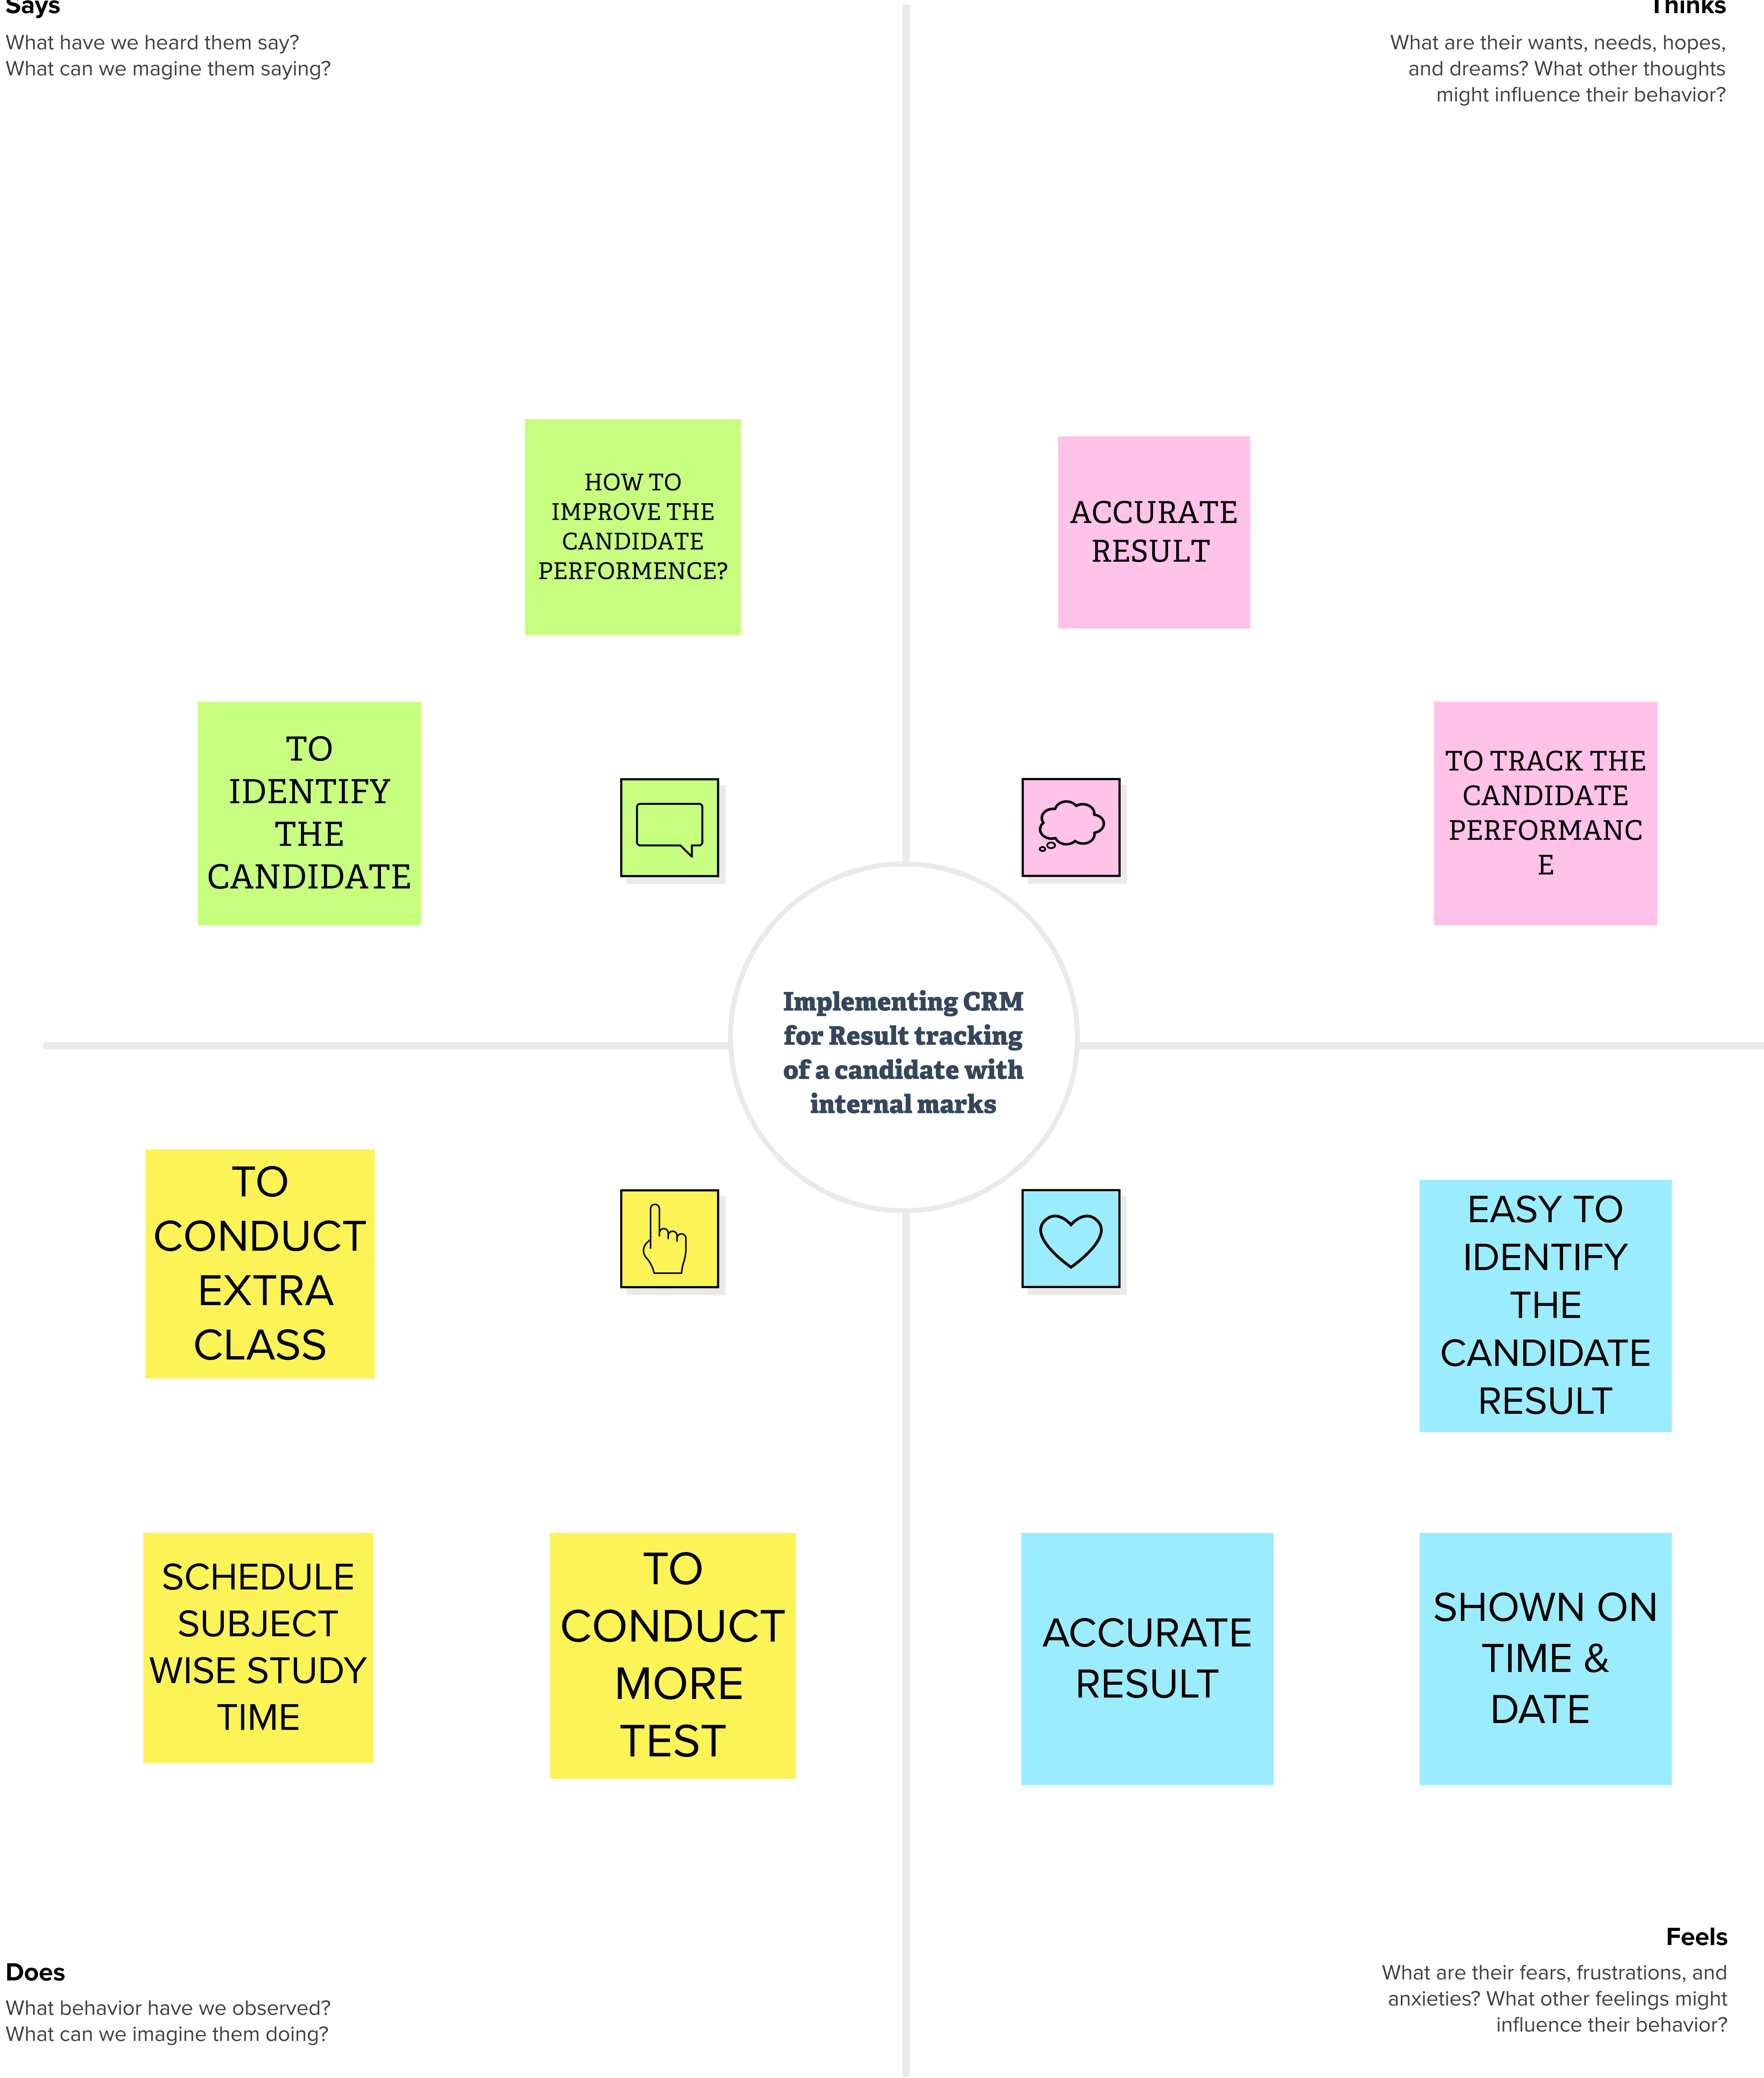 Says
What have we heard them say?
What can we magine them saying?
Thinks
What are their wants, needs, hopes,
and dreams? What other thoughts
might influence their behavior?
HOW TO
IMPROVE THE
CANDIDATE
PERFORMENCE?
ACCURATE
RESULT
TO
IDENTIFY
THE
CANDIDATE
TO TRACK THE
CANDIDATE
PERFORMANC
E
Implementing CRM
for Result tracking
of a candidate with
internal marks
TO
CONDUCT
EXTRA
CLASS
EASY TO
IDENTIFY
THE
CANDIDATE
RESULT
SCHEDULE
SUBJECT
WISE STUDY
TIME
TO
CONDUCT
MORE
TEST
ACCURATE
RESULT
SHOWN ON
TIME &
DATE
Does
What behavior have we observed?
What can we imagine them doing?
Feels
What are their fears, frustrations, and
anxieties? What other feelings might
influence their behavior?